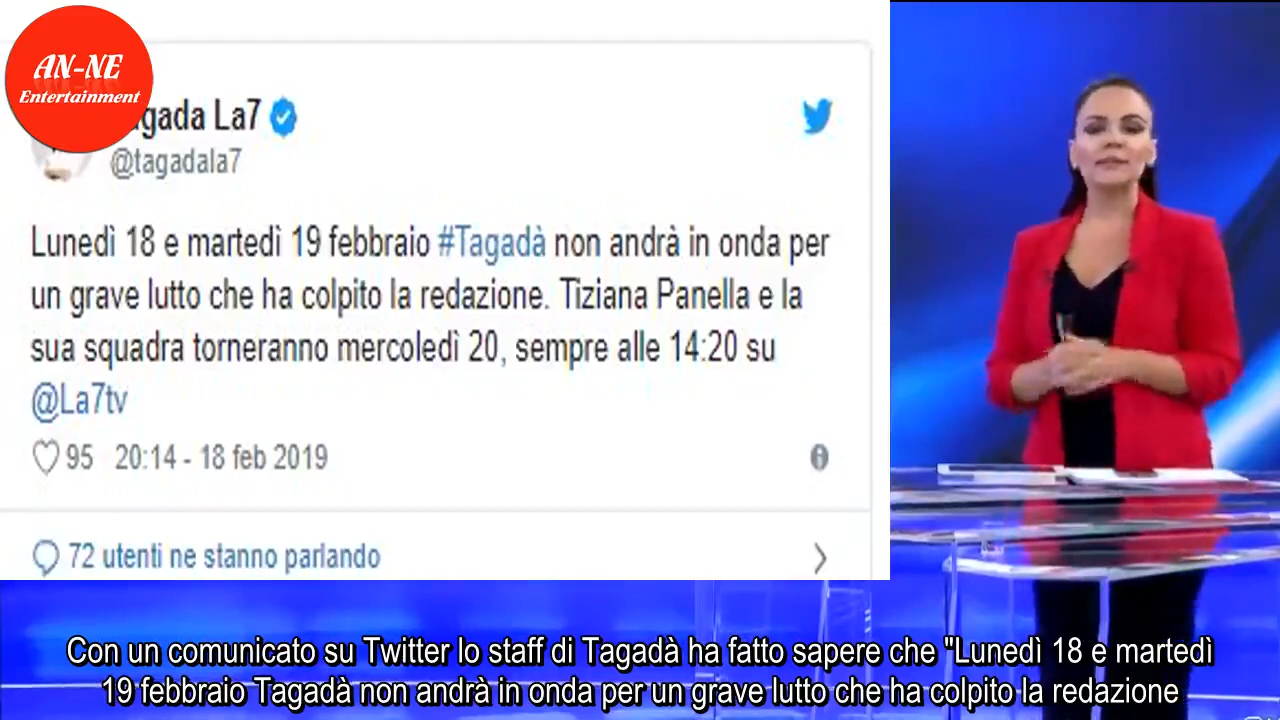 AN-NE
Entertainment
gada La7
@tagadala7
Lunedì 18 e martedì 19 febbraio #Tagadà non andrà in onda per
un grave lutto che ha colpito la redazione. Tiziana Panella e la
sua squadra torneranno mercoledì 20, sempre alle 14:20 su
@La7tv
95 20:14 - 18 feb 2019
72 utenti ne stanno parlando
Con un comunicato su Twitter lo staff di Tagadà ha fatto sapere che "Lunedì 18 e martedì
19 febbraio Tagadà non andrà in onda per un grave lutto che ha colpito la redazione